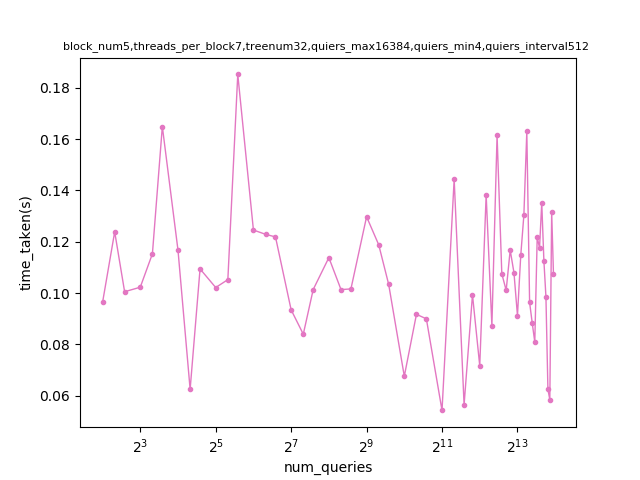 block_num5,threads_per_block7,treenum32,quiers_max16384,quiers_min4,quiers_interval512
time_taken(s)
0.18
0.16
0.14
0.12
0.10
0.08
0.06
2^3 2^5 2^7 2^9 2^11 2^13
num_queries